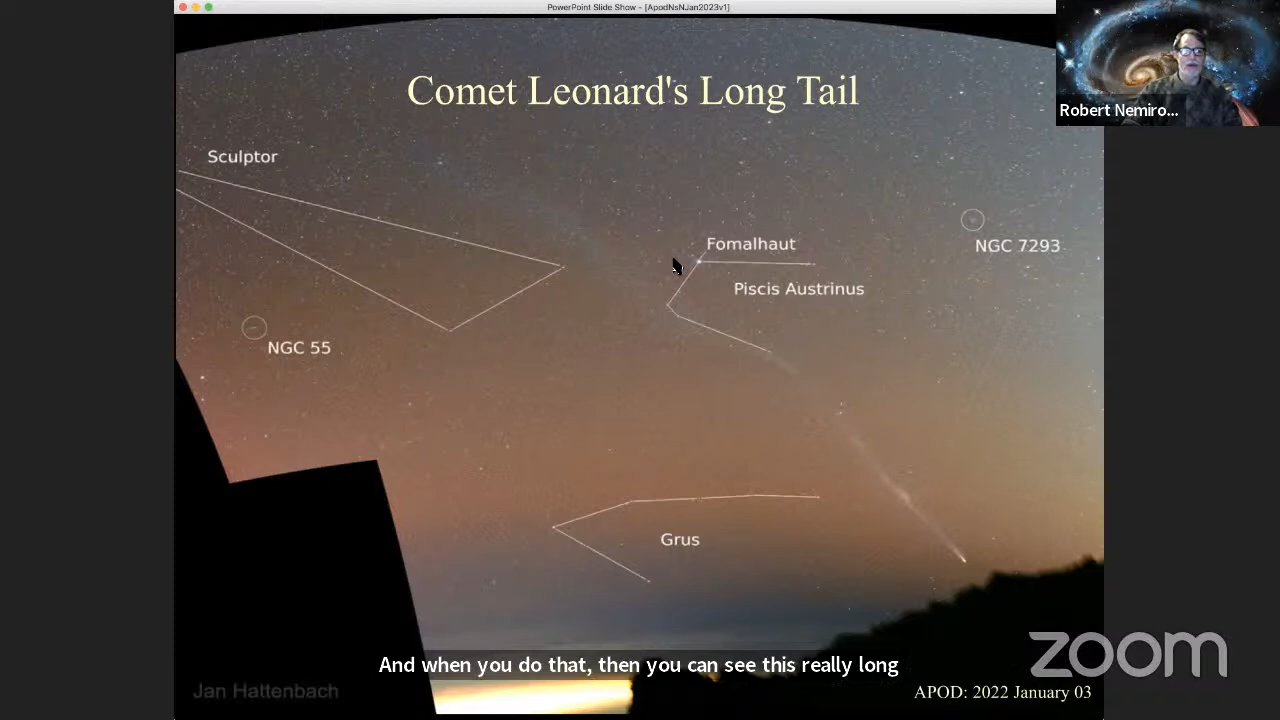 PowerPoint Slide Show - [ApodNsNJan2023v1]
Comet Leonard's Long Tail
Robert Nemiro...
Sculptor
Fomalhaut
NGC 7293
Piscis Austrinus
NGC 55
Grus
And when you do that, then you can see this really long
zoom
Jan Hattenbach
APOD: 2022 January 03